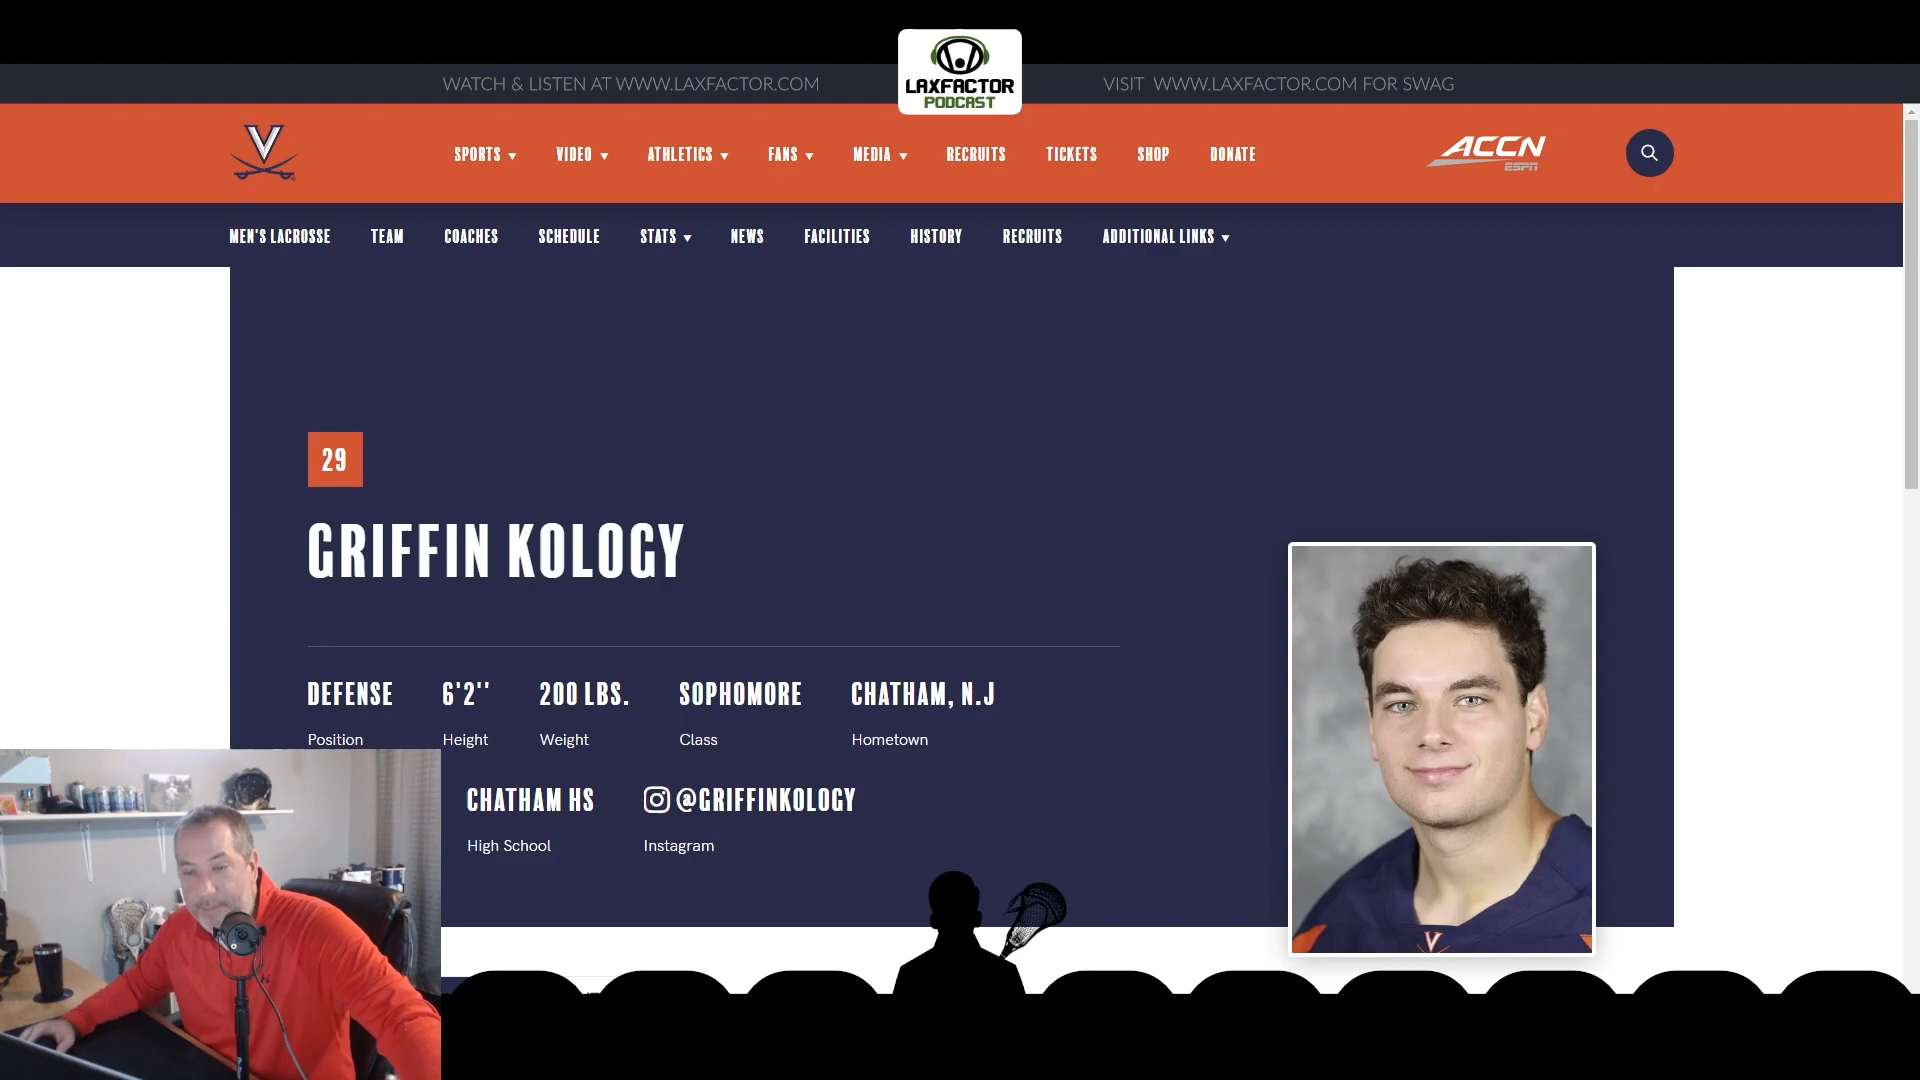 WATCH & LISTEN AT WWW.LAXFACTOR.COM
LAXFACTOR
PODCAST
VISIT WWW.LAXFACTOR.COM FOR SWAG
V
SPORTS VIDEO ATHLETICS FANS MEDIA RECRUITS TICKETS SHOP DONATE
ACCN
ESPN
MEN'S LACROSSE TEAM COACHES SCHEDULE STATS NEWS FACILITIES HISTORY RECRUITS ADDITIONAL LINKS
29
GRIFFIN KOLOGY
DEFENSE 6'2'' 200 LBS. SOPHOMORE CHATHAM, N.J
Position Height Weight Class Hometown
CHATHAM HS @GRIFFINKOLOGY
High School Instagram
V